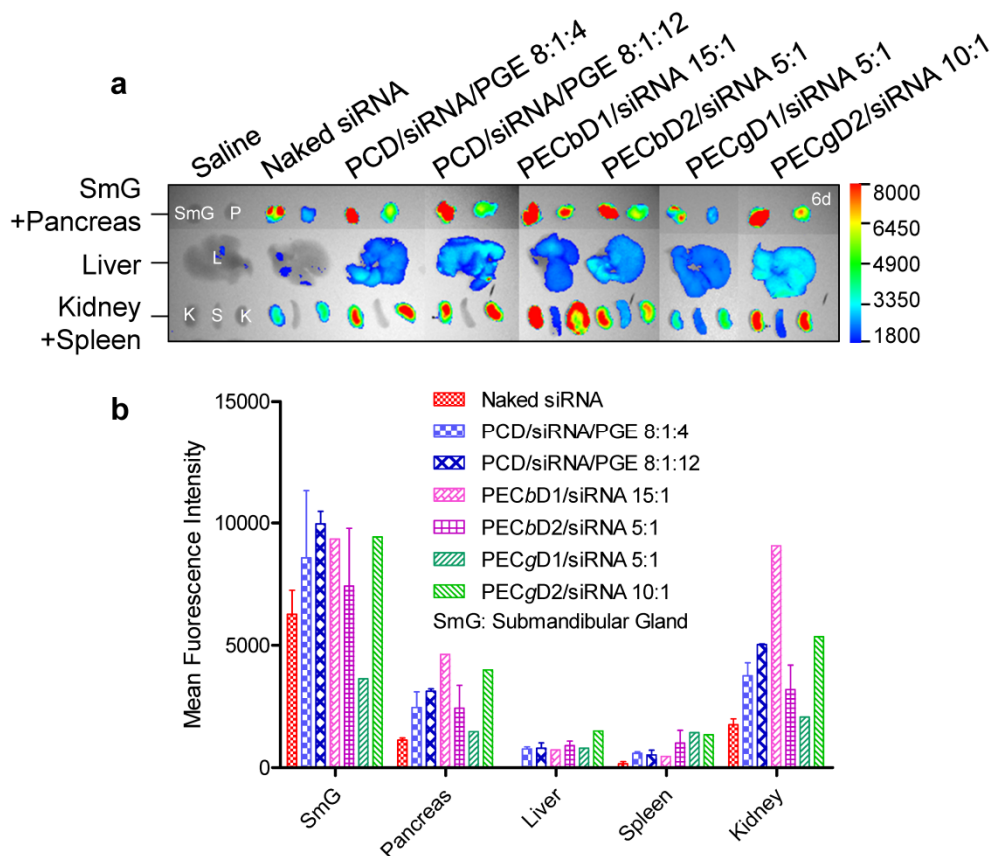 a
Saline
Naked siRNA
PCD/siRNA/PGE 8:1:4
PCD/siRNA/PGE 8:1:12
PECbD1/siRNA 15:1
PECbD2/siRNA 5:1
PECgD1/siRNA 5:1
PECgD2/siRNA 10:1
SmG
+Pancreas
Liver
Kidney
+Spleen
SmG P
6d
L
K S K
8000
6450
4900
3350
1800
b
Mean Fuorescence Intensity
15000
10000
5000
0
Naked siRNA
PCD/siRNA/PGE 8:1:4
PCD/siRNA/PGE 8:1:12
PECbD1/siRNA 15:1
PECbD2/siRNA 5:1
PECgD1/siRNA 5:1
PECgD2/siRNA 10:1
SmG: Submandibular Gland
SmG
Pancreas
Liver
Spleen
Kidney